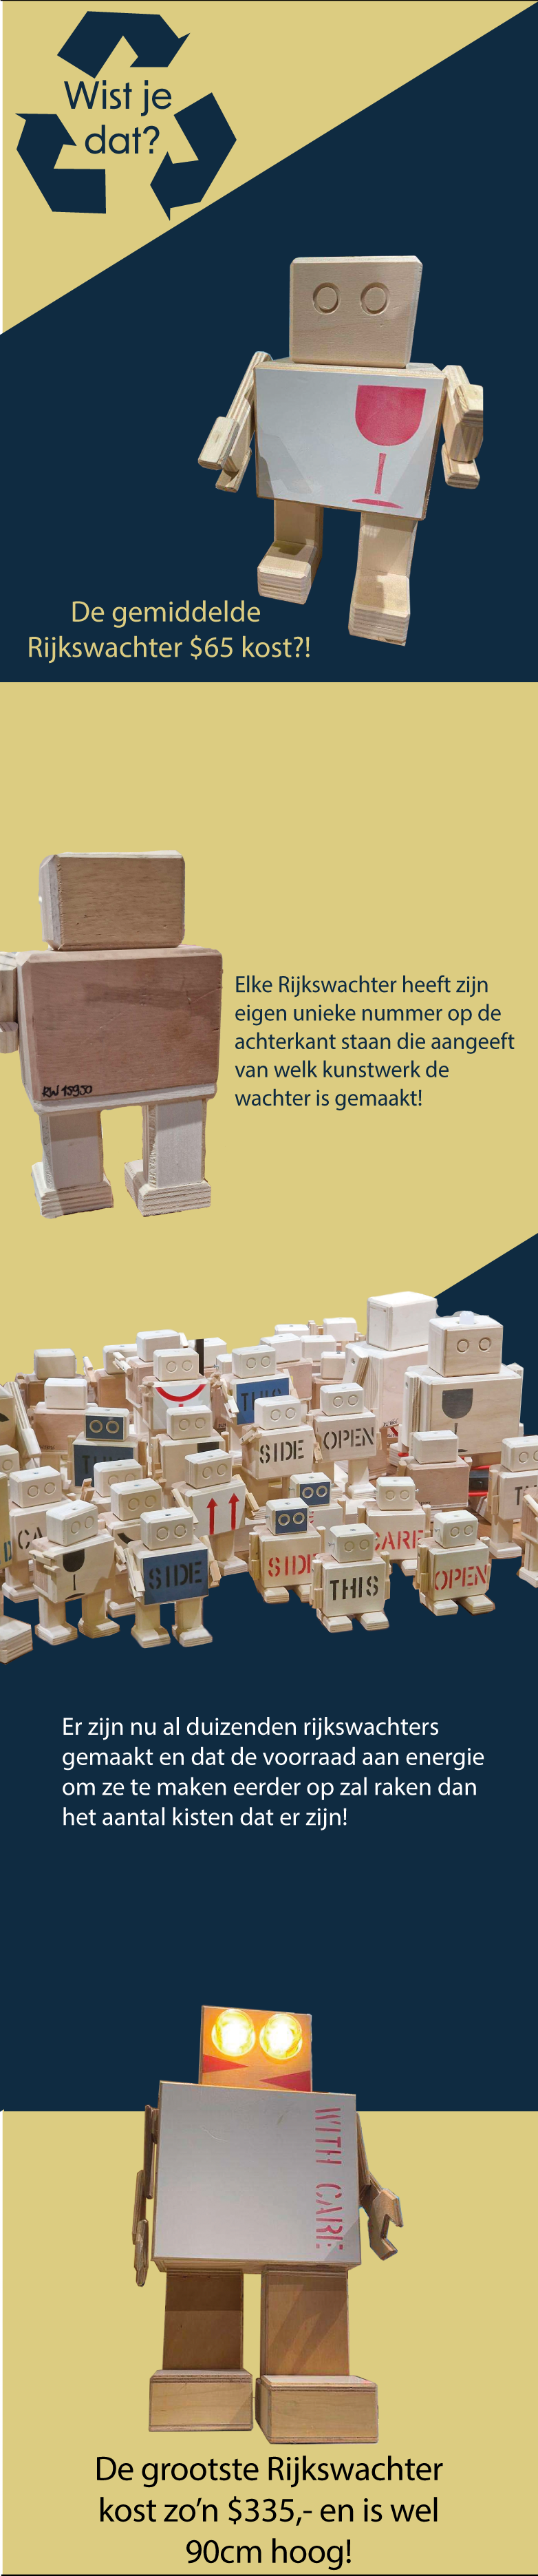 Wist je
dat?
De gemiddelde
Rijkswachter $65 kost?!
Elke Rijkswachter heeft zijn
eigen unieke nummer op de
achterkant staan die aangeeft
van welk kunstwerk de
wachter is gemaakt!
RW 15930
THIS
SIDE
OPEN
TH
CA
SIDE
SIDE
THIS
CARE
OPEN
Er zijn nu al duizenden rijkswachters
gemaakt en dat de voorraad aan energie
om ze te maken eerder op zal raken dan
het aantal kisten dat er zijn!
WITH CARE
De grootste Rijkswachter
kost zo’n $335,- en is wel
90cm hoog!